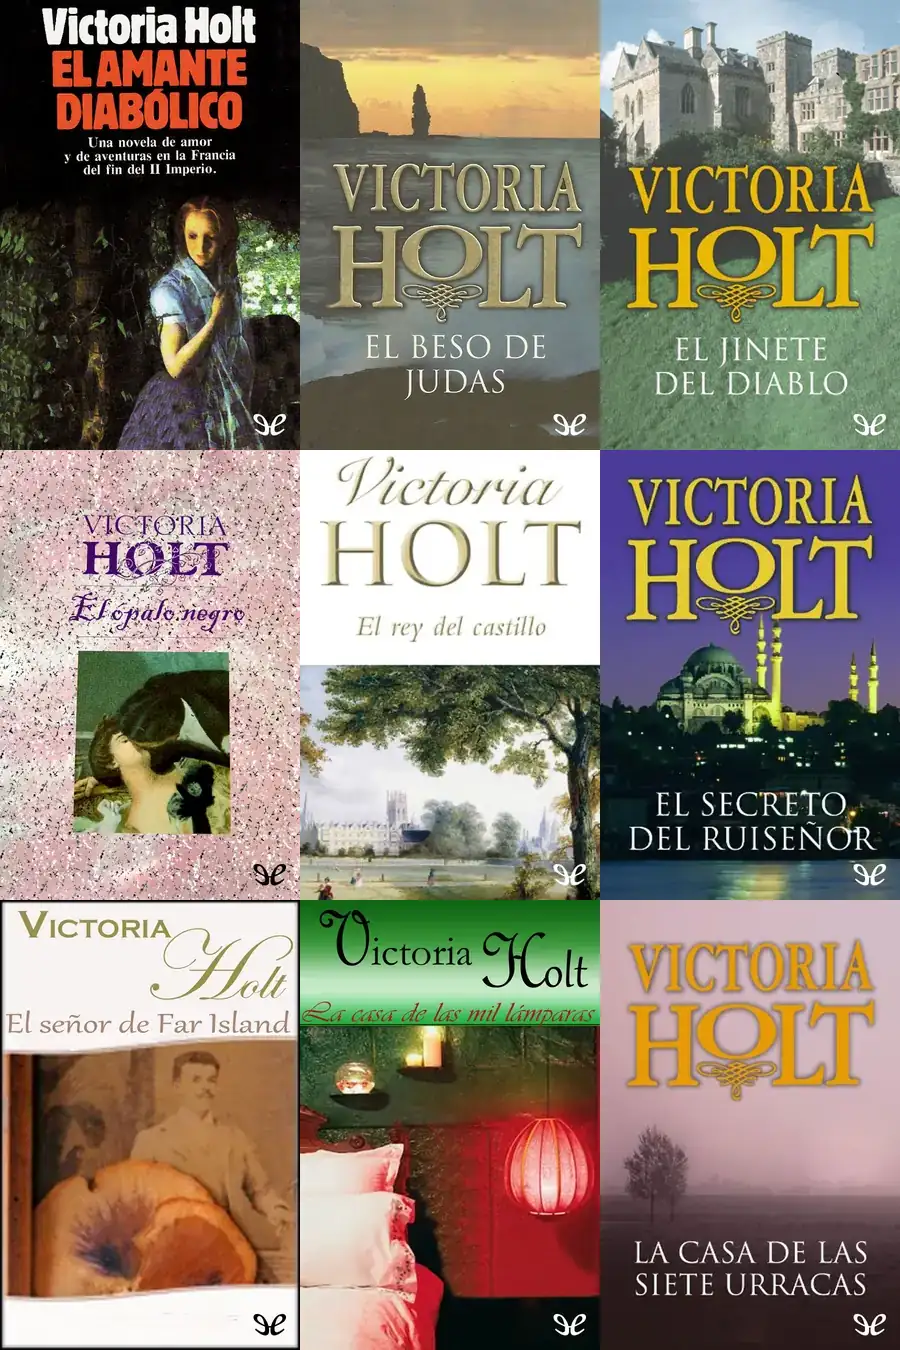 Victoria Holt
EL AMANTE
DIABÓLICO
Una novela de amor
y de aventuras en la Francia
del fin del II Imperio.
VICTORIA
HOLT
EL BESO DE
JUDAS
VICTORIA
HOLT
EL JINETE
DEL DIABLO
VICTORIA
HOLT
El ópalo negro
Victoria
HOLT
El rey del castillo
VICTORIA
HOLT
EL SECRETO
DEL RUISEÑOR
VICTORIA
Holt
El señor de Far Island
Victoria Holt
La casa de las mil lámparas
VICTORIA
HOLT
LA CASA DE LAS
SIETE URRACAS